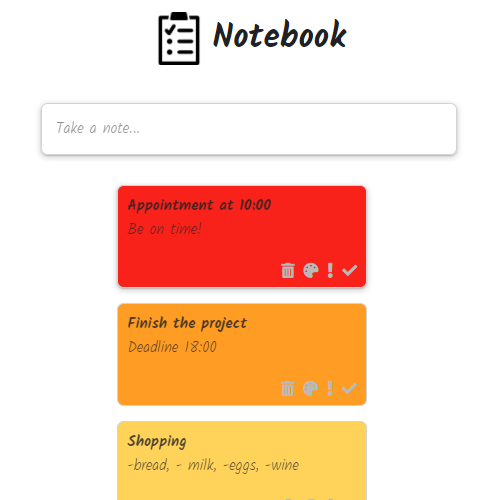 Notebook
Take a note...
Appointment at 10:00
Be on time!
Finish the project
Deadline 18:00
Shopping
-bread, - milk, -eggs, -wine